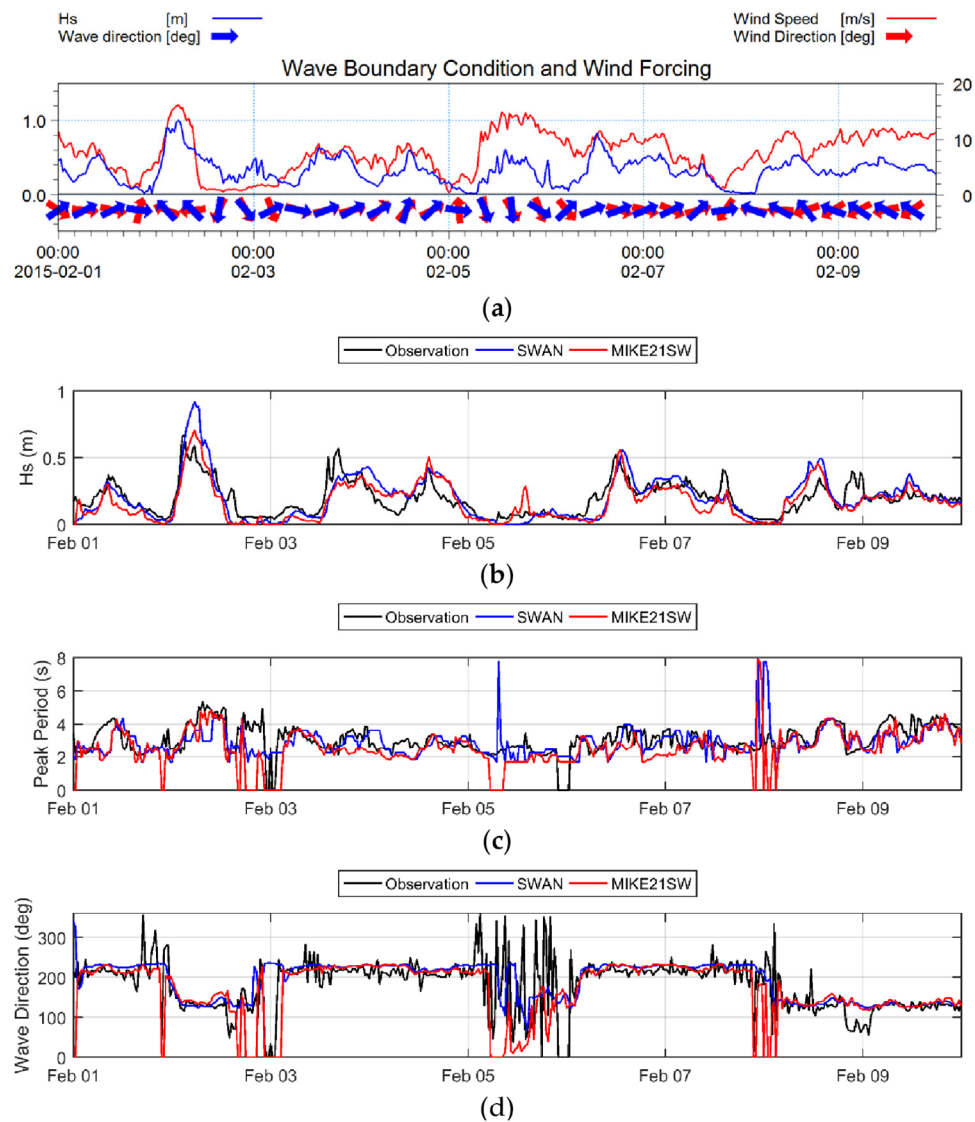 Hs [m]
Wave direction [deg]
Wind Speed [m/s]
Wind Direction [deg]
Wave Boundary Condition and Wind Forcing
20
1.0
10
0.0
0
00:00 00:00 00:00 00:00 00:00
2015-02-01 02-03 02-05 02-07 02-09
(a)
Observation SWAN MIKE21SW
1
0.5
0
Hs (m)
Feb 01 Feb 03 Feb 05 Feb 07 Feb 09
(b)
Observation SWAN MIKE21SW
8
6
4
2
0
Peak Period (s)
Feb 01 Feb 03 Feb 05 Feb 07 Feb 09
(c)
Observation SWAN MIKE21SW
300
200
100
0
Wave Direction (deg)
Feb 01 Feb 03 Feb 05 Feb 07 Feb 09
(d)